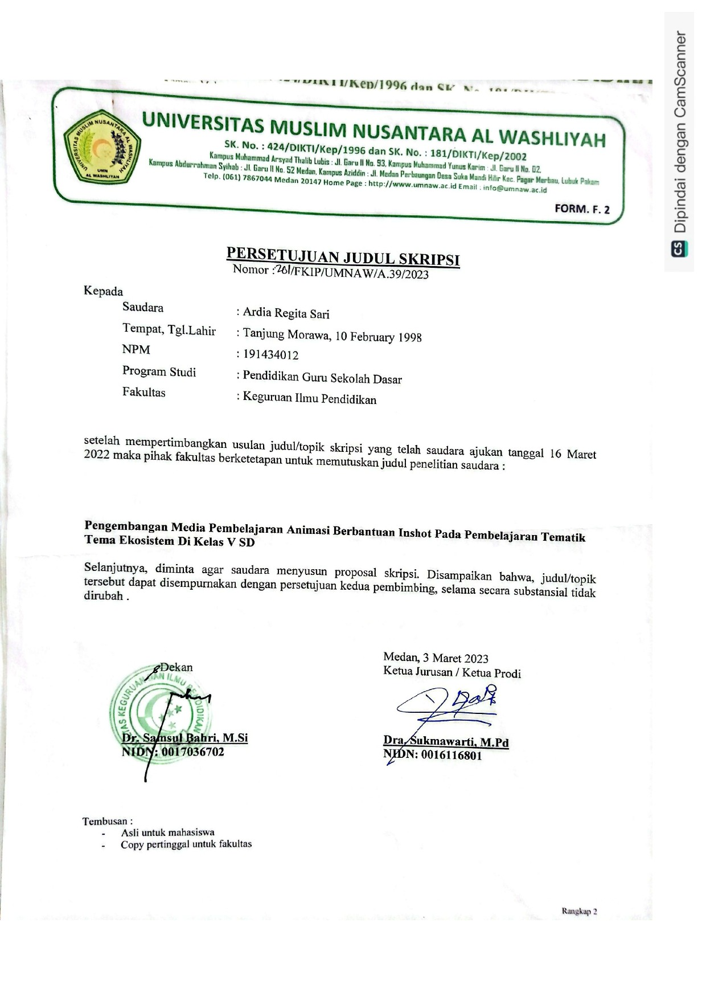 UNIVERSITAS MUSLIM NUSANTARA AL WASHLIYAH
SK. No. : 424/DIKTI/Kep/1996 dan SK. No. : 181/DIKTI/Kep/2002
Kampus Muhammad Arsyad Thalib Lubis : Jl. Garu II No. 93, Kampus Muhammad Yunus Karim : Jl. Garu II No. 02,
Kampus Abdurrahman Syihab : Jl. Garu II No. 52 Medan, Kampus Aziddin : Jl. Medan Perbaungan Desa Suka Mandi Hilir Kec. Pagar Merbau, Lubuk Pakam
Telp. (061) 7867044 Medan 20147 Home Page : http://www.umnaw.ac.id Email : info@umnaw.ac.id
FORM. F. 2
UNIVERSITAS MUSLIM NUSANTARA AL WASHLIYAH
UMN
AL WASHLIYAH
PERSETUJUAN JUDUL SKRIPSI
Nomor :201/FKIP/UMNAW/A.39/2023
Kepada
Saudara : Ardia Regita Sari
Tempat, Tgl.Lahir : Tanjung Morawa, 10 February 1998
NPM : 191434012
Program Studi : Pendidikan Guru Sekolah Dasar
Fakultas : Keguruan Ilmu Pendidikan
setelah mempertimbangkan usulan judul/topik skripsi yang telah saudara ajukan tanggal 16 Maret
2022 maka pihak fakultas berketetapan untuk memutuskan judul penelitian saudara :
Pengembangan Media Pembelajaran Animasi Berbantuan Inshot Pada Pembelajaran Tematik
Tema Ekosistem Di Kelas V SD
Selanjutnya, diminta agar saudara menyusun proposal skripsi. Disampaikan bahwa, judul/topik
tersebut dapat disempurnakan dengan persetujuan kedua pembimbing, selama secara substansial tidak
dirubah .
Medan, 3 Maret 2023
Dekan
Ketua Jurusan / Ketua Prodi
KEGURUAN DAN ILMU PENDIDIKAN
Dr. Samsul Bahri, M.Si
NIDN: 0017036702
Dra. Sukmawarti, M.Pd
NIDN: 0016116801
Tembusan :
- Asli untuk mahasiswa
- Copy pertinggal untuk fakultas
Rangkap 2
CS Dipindai dengan CamScanner